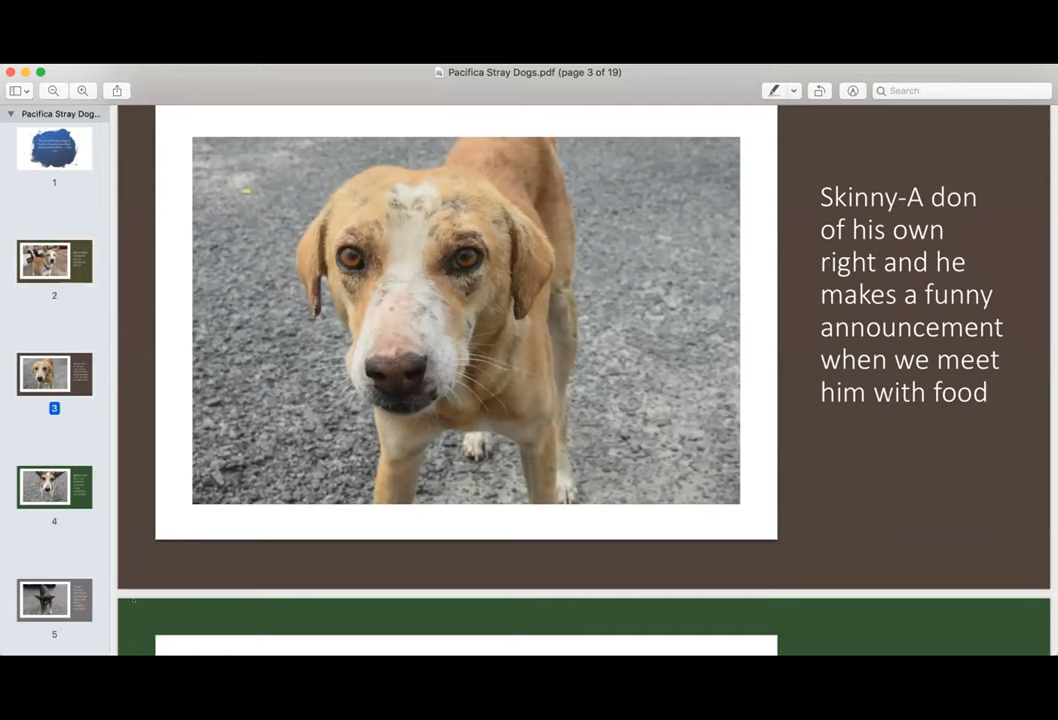 Pacifica Stray Dogs.pdf (page 3 of 19)
Search
Pacifica Stray Dog...
1
2
3
4
5
Skinny-A don
of his own
right and he
makes a funny
announcement
when we meet
him with food